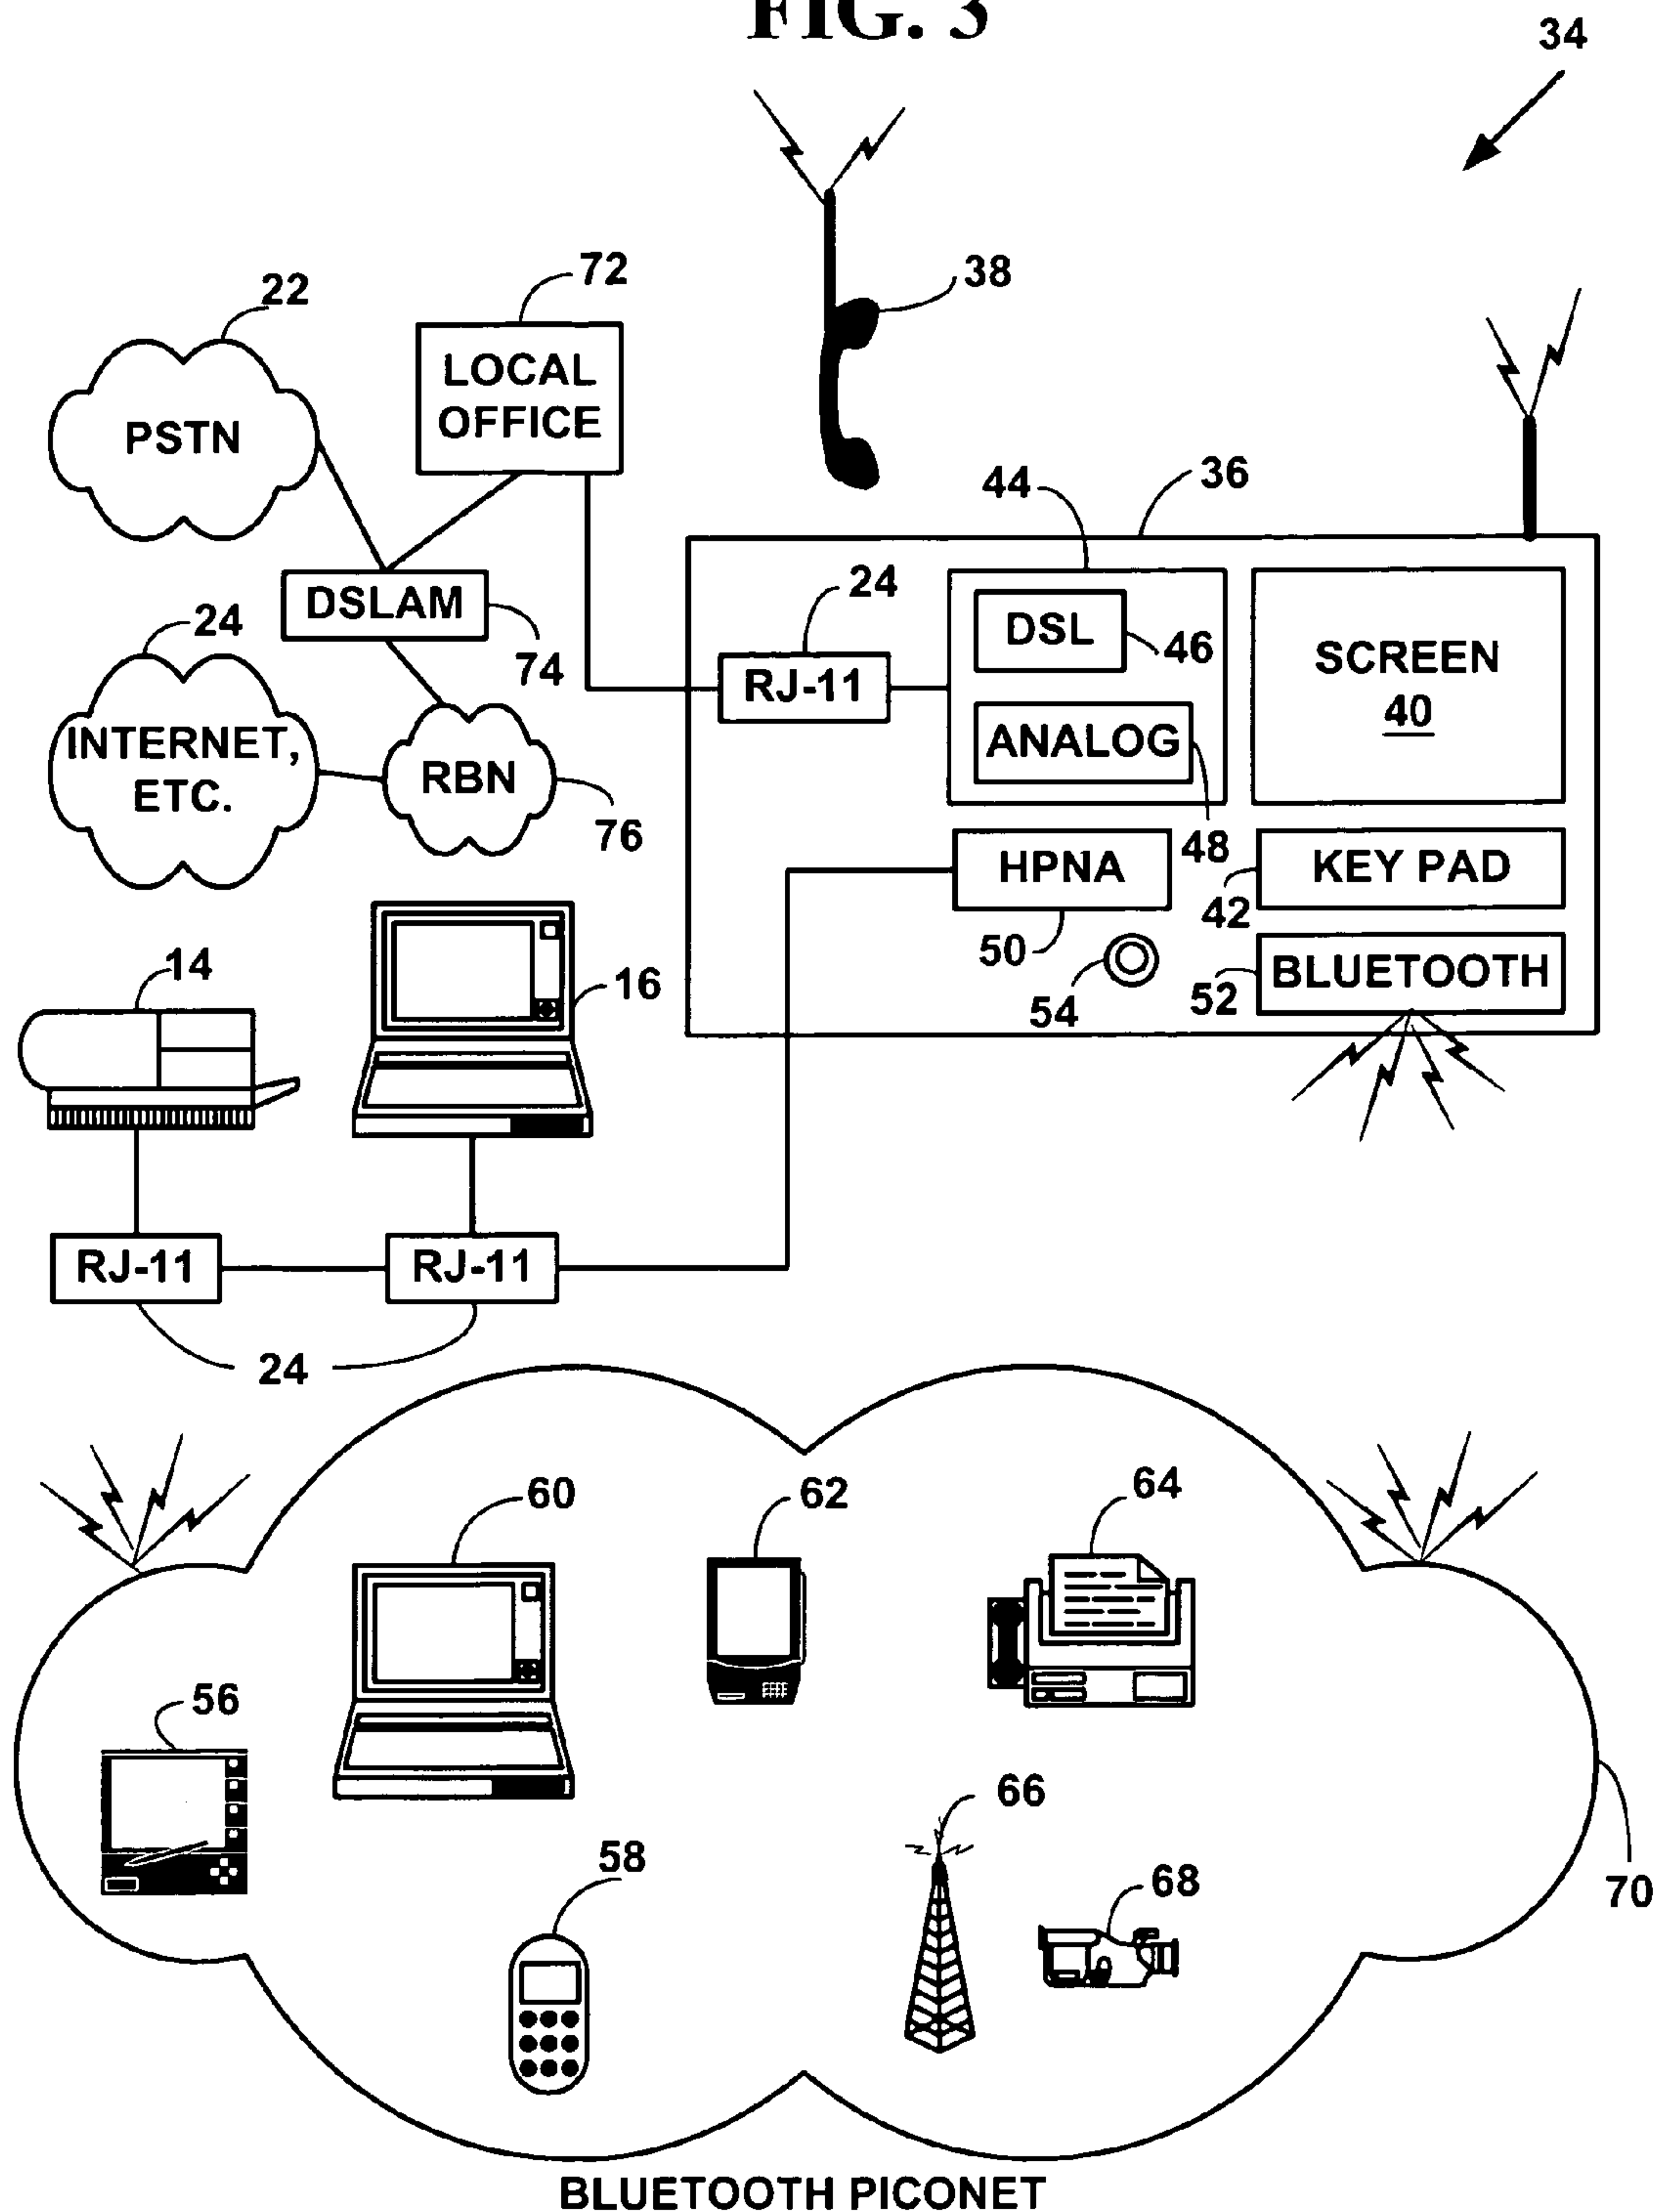 FIG. 3
34
22
72
38
LOCAL
OFFICE
PSTN
44
36
24
DSLAM
74
24
RJ-11
DSL
46
ANALOG
48
SCREEN
40
INTERNET,
ETC.
RBN
76
HPNA
50
KEY PAD
42
54
BLUETOOTH
52
14
16
RJ-11
RJ-11
24
60
62
64
56
66
58
68
70
BLUETOOTH PICONET